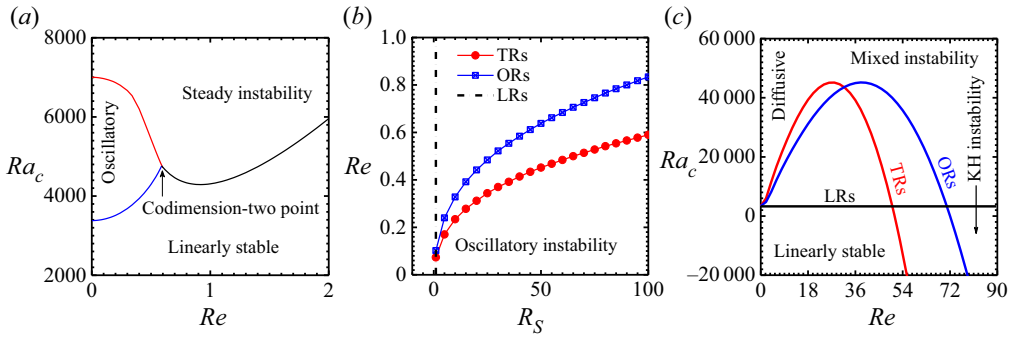 (a)
8000
6000
Ra_c
4000
2000
0
1
2
Re
Oscillatory
Steady instability
Codimension-two point
Linearly stable
(b)
1.0
0.8
0.6
Re
0.4
0.2
0
0
50
100
R_S
TRs
ORs
LRs
Oscillatory instability
(c)
60 000
40 000
Ra_c
20 000
0
–20 000
0
18
36
54
72
90
Re
Diffusive
Mixed instability
KH instability
TRs
ORs
LRs
Linearly stable